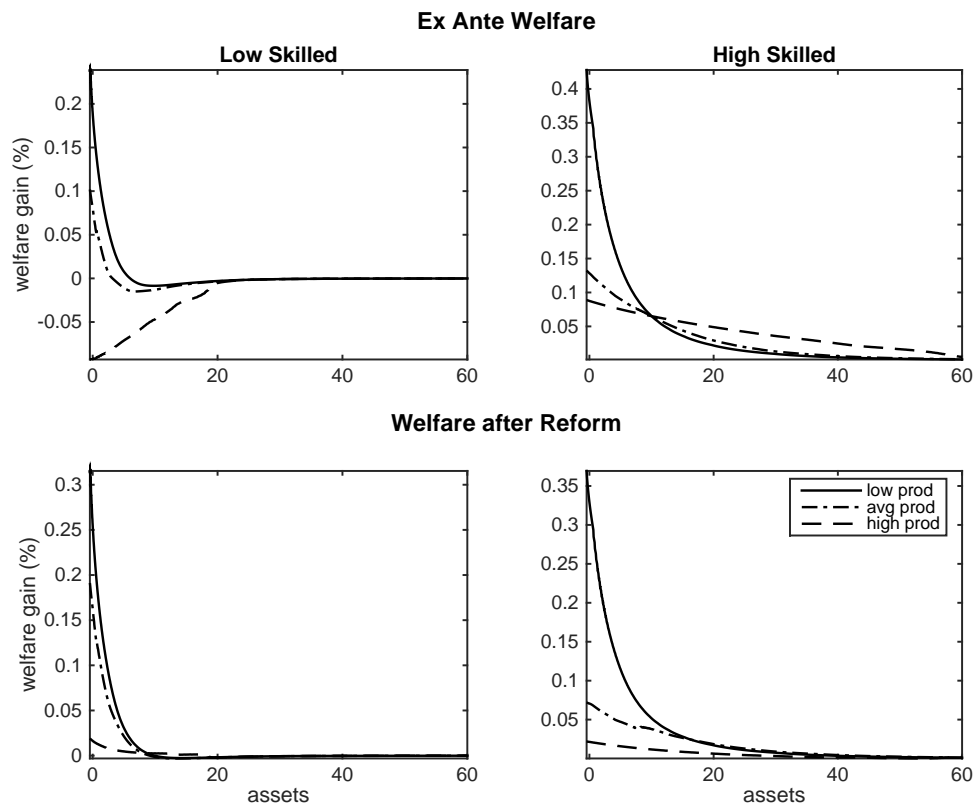 Ex Ante Welfare
Low Skilled
High Skilled
welfare gain (%)
0.2
0.15
0.1
0.05
0
-0.05
0 20 40 60
0.4
0.35
0.3
0.25
0.2
0.15
0.1
0.05
0 20 40 60
Welfare after Reform
welfare gain (%)
0.3
0.25
0.2
0.15
0.1
0.05
0
0 20 40 60
assets
0.35
0.3
0.25
0.2
0.15
0.1
0.05
low prod
avg prod
high prod
0 20 40 60
assets